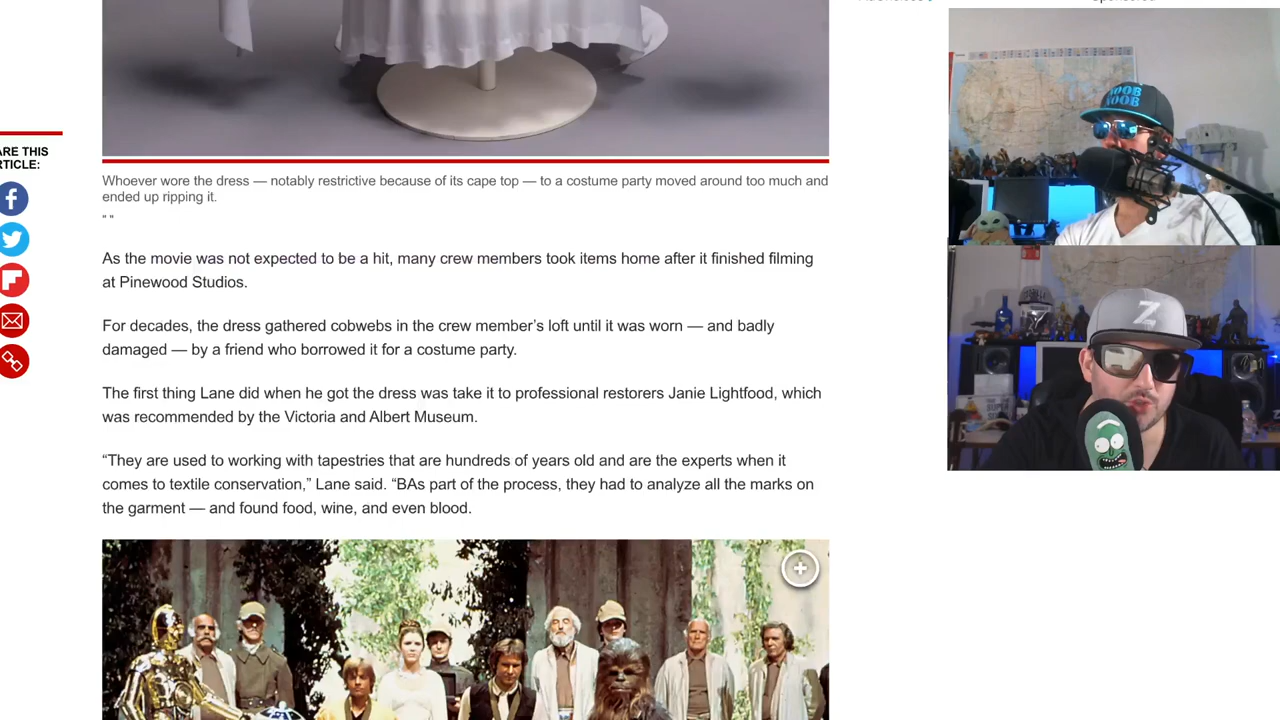 ARE THIS
RTICLE:
Whoever wore the dress — notably restrictive because of its cape top — to a costume party moved around too much and
ended up ripping it.
" "
As the movie was not expected to be a hit, many crew members took items home after it finished filming
at Pinewood Studios.
For decades, the dress gathered cobwebs in the crew member’s loft until it was worn — and badly
damaged — by a friend who borrowed it for a costume party.
The first thing Lane did when he got the dress was take it to professional restorers Janie Lightfood, which
was recommended by the Victoria and Albert Museum.
“They are used to working with tapestries that are hundreds of years old and are the experts when it
comes to textile conservation,” Lane said. “BAs part of the process, they had to analyze all the marks on
the garment — and found food, wine, and even blood.
NOOB
NOOB
Z